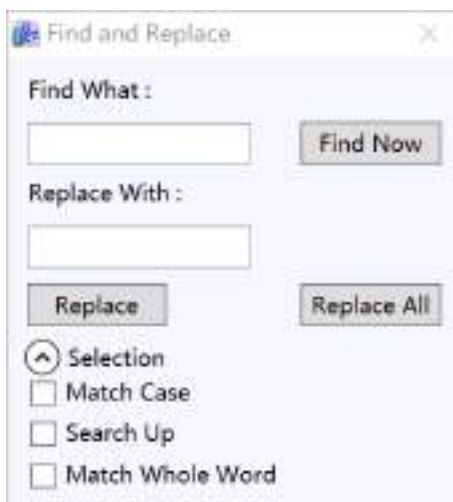 Find and Replace
Find What :
Find Now
Replace With :
Replace
Replace All
Selection
Match Case
Search Up
Match Whole Word